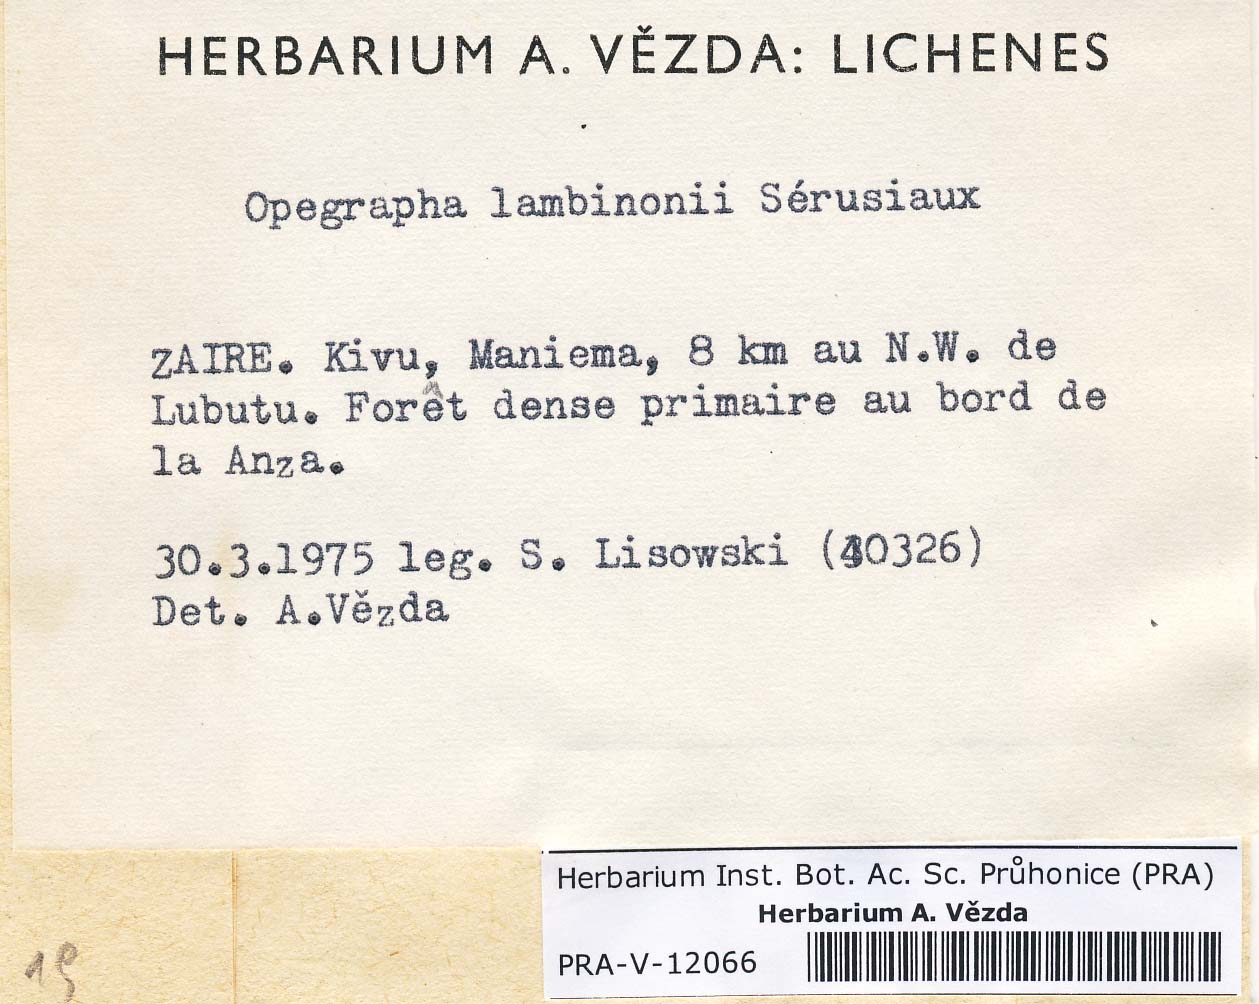 HERBARIUM A. VĚZDA: LICHENES
Opegrapha lambinonii Sérusiaux
ZAIRE. Kivu, Maniema, 8 km au N.W. de
Lubutu. Forêt dense primaire au bord de
la Anza.
30.3.1975 leg. S. Lisowski (40326)
Det. A.Vězda
Herbarium Inst. Bot. Ac. Sc. Průhonice (PRA)
Herbarium A. Vězda
PRA-V-12066